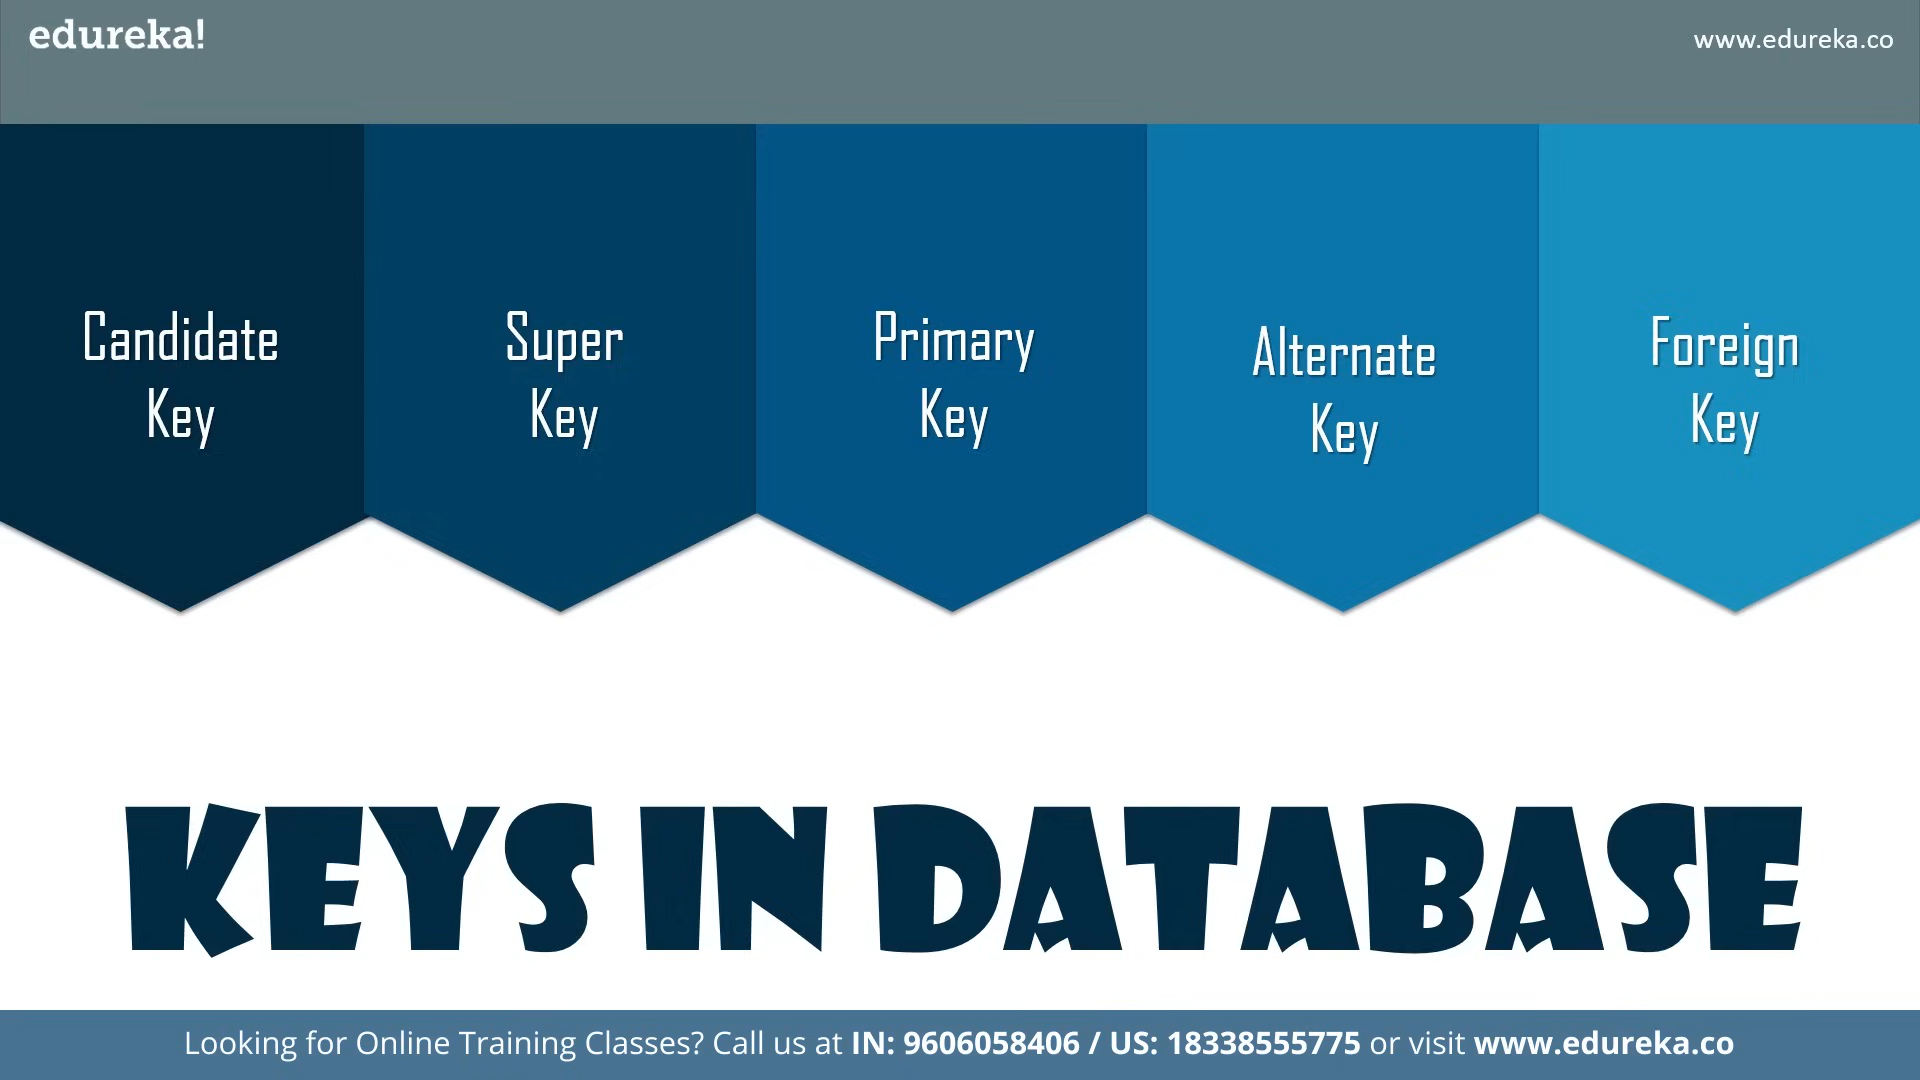 edureka!
www.edureka.co
Candidate
Key
Super
Key
Primary
Key
Alternate
Key
Foreign
Key
KEYS IN DATABASE
Looking for Online Training Classes? Call us at IN: 9606058406 / US: 18338555775 or visit www.edureka.co